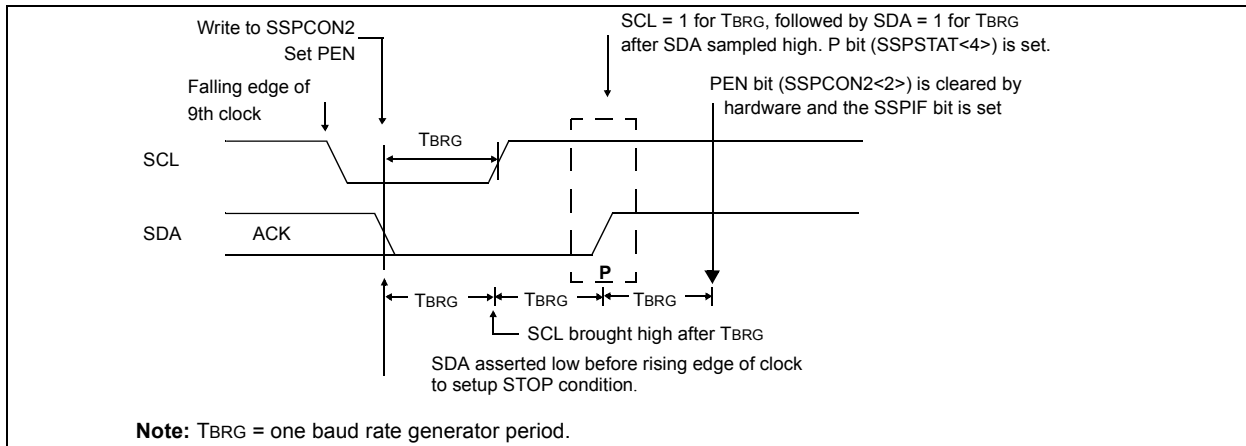 Write to SSPCON2
Set PEN
SCL = 1 for TBRG, followed by SDA = 1 for TBRG
after SDA sampled high. P bit (SSPSTAT<4>) is set.
Falling edge of
9th clock
PEN bit (SSPCON2<2>) is cleared by
hardware and the SSPIF bit is set
TBRG
SCL
SDA
ACK
P
TBRG
TBRG
TBRG
SCL brought high after TBRG
SDA asserted low before rising edge of clock
to setup STOP condition.
Note: TBRG = one baud rate generator period.